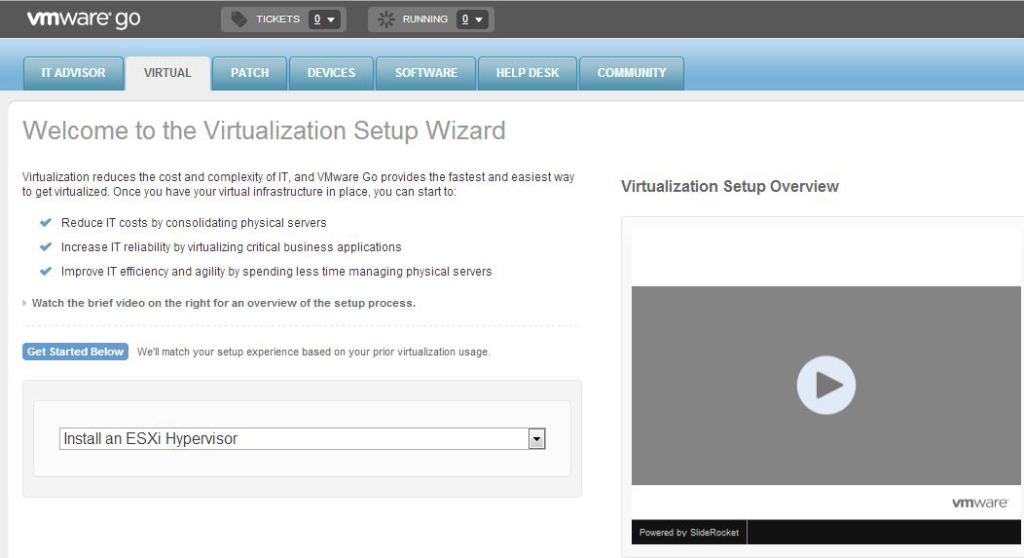 vmware go
TICKETS 0
RUNNING 0
IT ADVISOR
VIRTUAL
PATCH
DEVICES
SOFTWARE
HELP DESK
COMMUNITY
Welcome to the Virtualization Setup Wizard
Virtualization reduces the cost and complexity of IT, and VMware Go provides the fastest and easiest way
to get virtualized. Once you have your virtual infrastructure in place, you can start to:
Reduce IT costs by consolidating physical servers
Increase IT reliability by virtualizing critical business applications
Improve IT efficiency and agility by spending less time managing physical servers
Watch the brief video on the right for an overview of the setup process.
Get Started Below We'll match your setup experience based on your prior virtualization usage.
Install an ESXi Hypervisor
Virtualization Setup Overview
vmware
Powered by SlideRocket